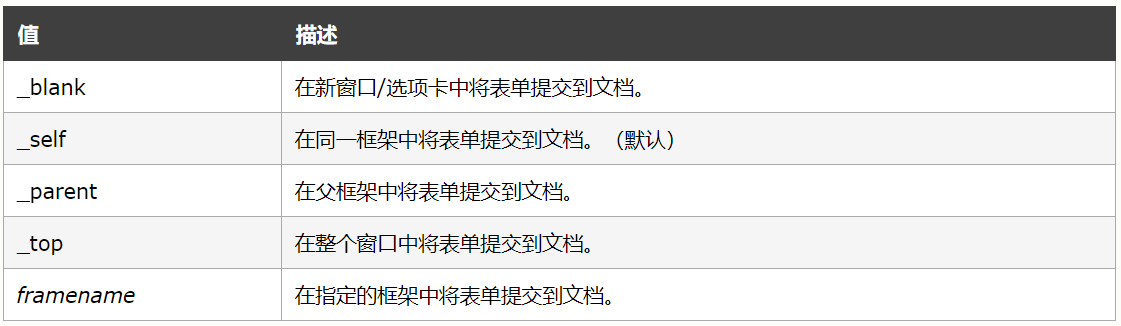 值 描述
_blank 在新窗口/选项卡中将表单提交到文档。
_self 在同一框架中将表单提交到文档。（默认）
_parent 在父框架中将表单提交到文档。
_top 在整个窗口中将表单提交到文档。
framename 在指定的框架中将表单提交到文档。